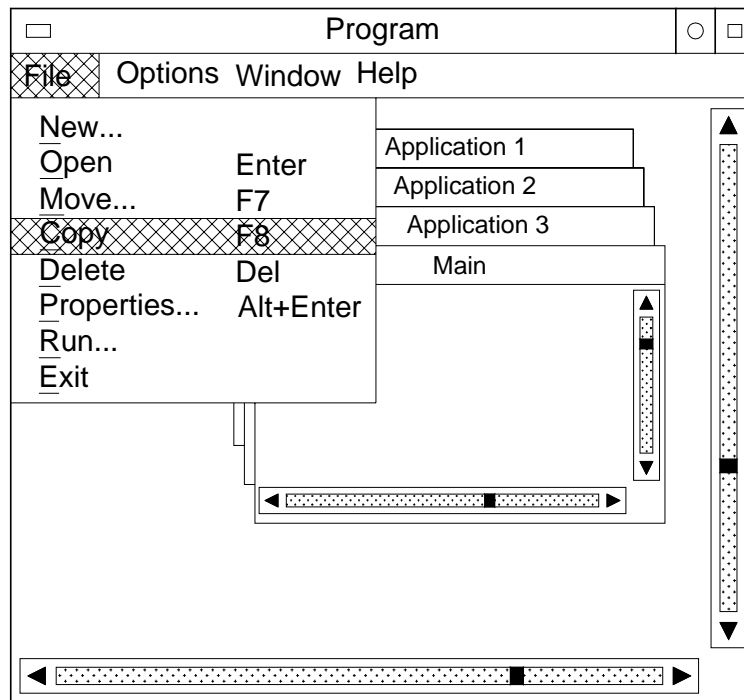 Program
File Options Window Help
New...
Open Enter
Move... F7
Copy F8
Delete Del
Properties... Alt+Enter
Run...
Exit
Application 1
Application 2
Application 3
Main